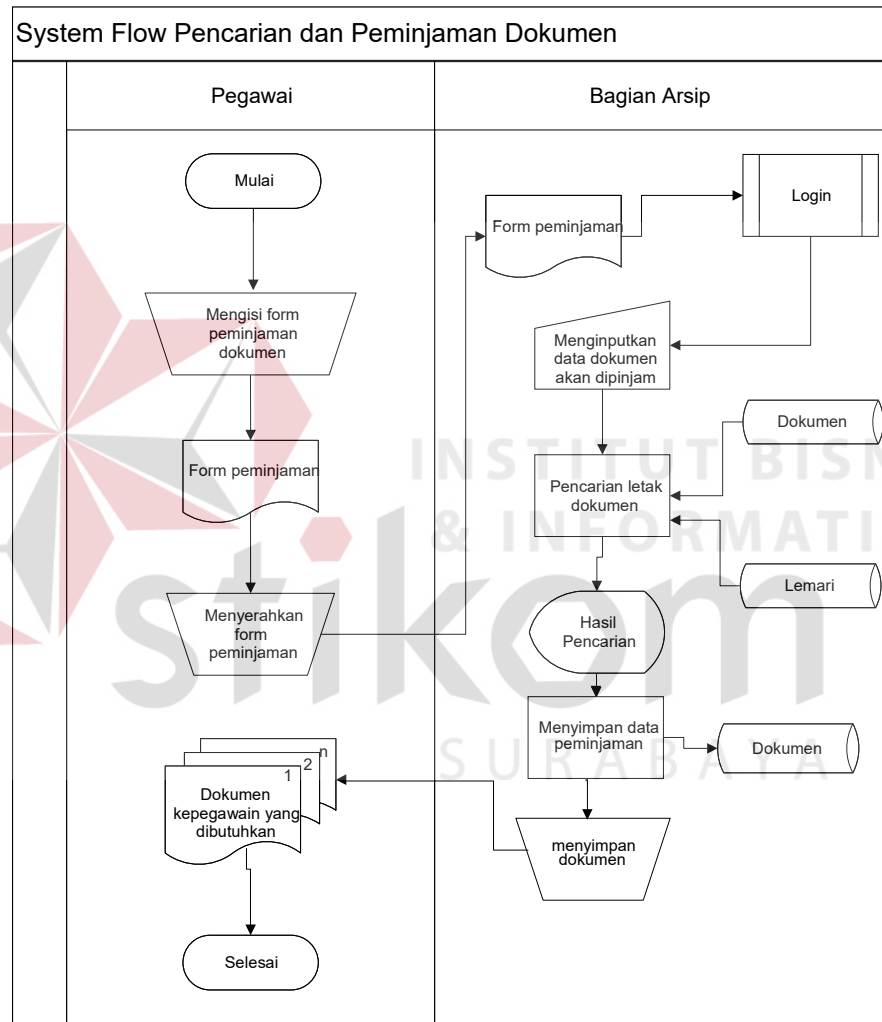 System Flow Pencarian dan Peminjaman Dokumen
Pegawai
Bagian Arsip
Mulai
Mengisi form
peminjaman
dokumen
Form peminjaman
Menyerahkan
form
peminjaman
Form peminjaman
Login
Menginputkan
data dokumen
akan dipinjam
Dokumen
Pencarian letak
dokumen
Lemari
Hasil
Pencarian
Menyimpan data
peminjaman
Dokumen
menyimpan
dokumen
n
2
1
Dokumen
kepegawain yang
dibutuhkan
Selesai
INSTITUT BISN
& INFORMATI
stikom
SURABAYA